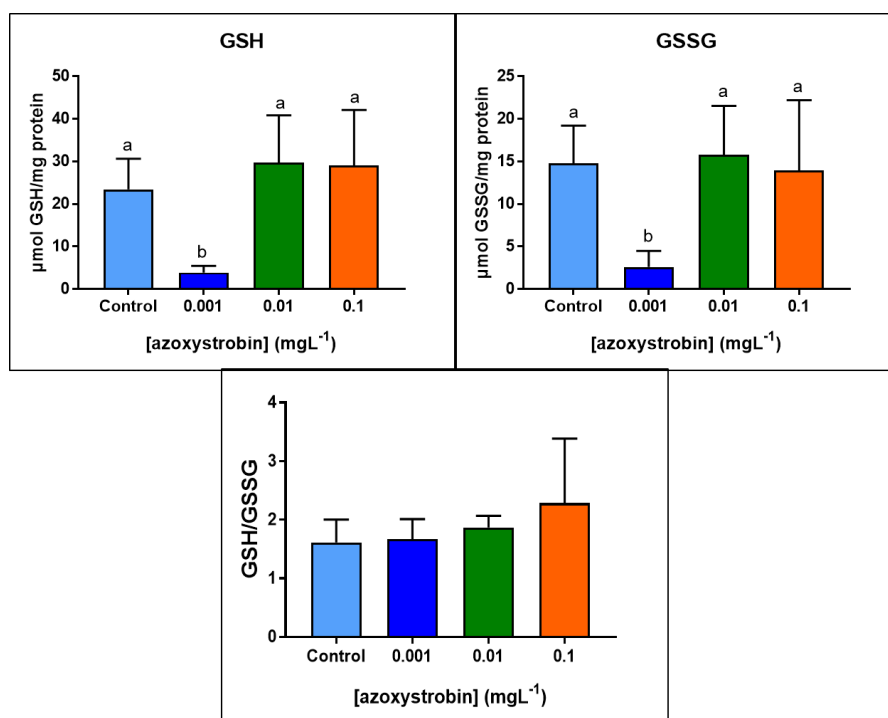 GSH
µmol GSH/mg protein
50
40
30
20
10
0
a
b
a
a
Control 0.001 0.01 0.1
[azoxystrobin] (mgL⁻¹)
GSSG
µmol GSSG/mg protein
25
20
15
10
5
0
a
b
a
a
Control 0.001 0.01 0.1
[azoxystrobin] (mgL⁻¹)
GSH/GSSG
4
3
2
1
0
Control 0.001 0.01 0.1
[azoxystrobin] (mgL⁻¹)